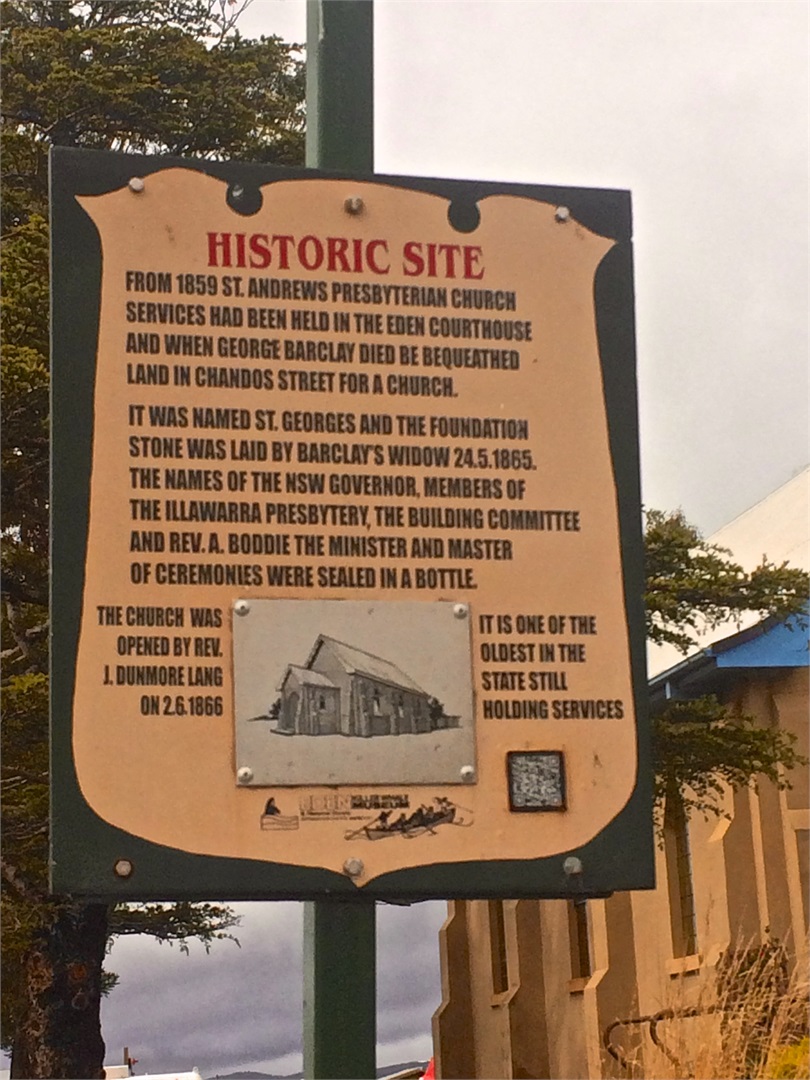 HISTORIC SITE
FROM 1859 ST. ANDREWS PRESBYTERIAN CHURCH
SERVICES HAD BEEN HELD IN THE EDEN COURTHOUSE
AND WHEN GEORGE BARCLAY DIED BE BEQUEATHED
LAND IN CHANDOS STREET FOR A CHURCH.
IT WAS NAMED ST. GEORGES AND THE FOUNDATION
STONE WAS LAID BY BARCLAY'S WIDOW 24.5.1865.
THE NAMES OF THE NSW GOVERNOR, MEMBERS OF
THE ILLAWARRA PRESBYTERY, THE BUILDING COMMITTEE
AND REV. A. BODDIE THE MINISTER AND MASTER
OF CEREMONIES WERE SEALED IN A BOTTLE.
THE CHURCH WAS
OPENED BY REV.
J. DUNMORE LANG
ON 2.6.1866
IT IS ONE OF THE
OLDEST IN THE
STATE STILL
HOLDING SERVICES
EDEN KILLER WHALE
MUSEUM